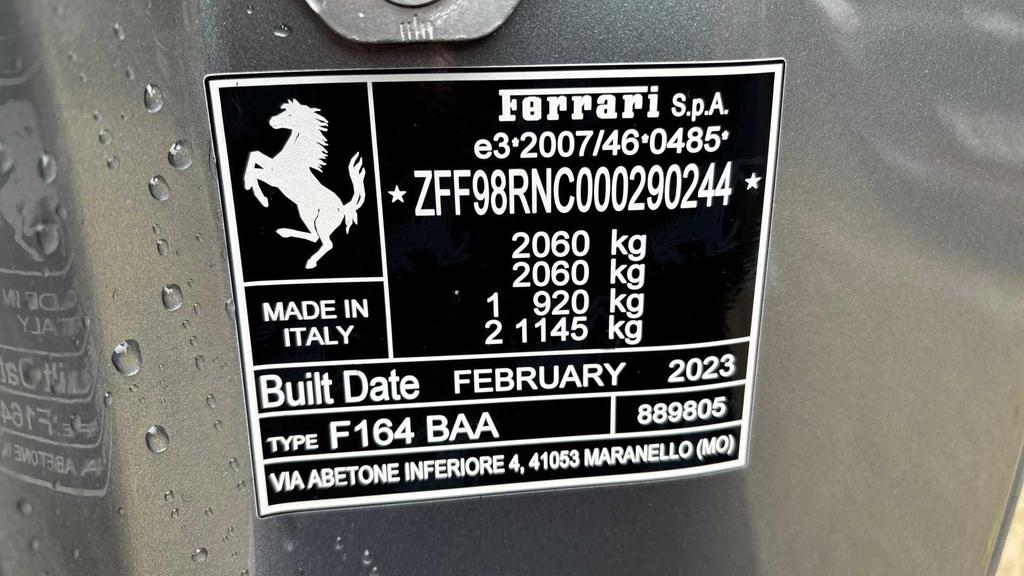 Ferrari S.p.A.
e3*2007/46*0485*
★ ZFF98RNC000290244 ★
2060 kg
2060 kg
1 920 kg
2 1145 kg
MADE IN
ITALY
Built Date FEBRUARY 2023
TYPE F164 BAA 889805
VIA ABETONE INFERIORE 4, 41053 MARANELLO (MO)